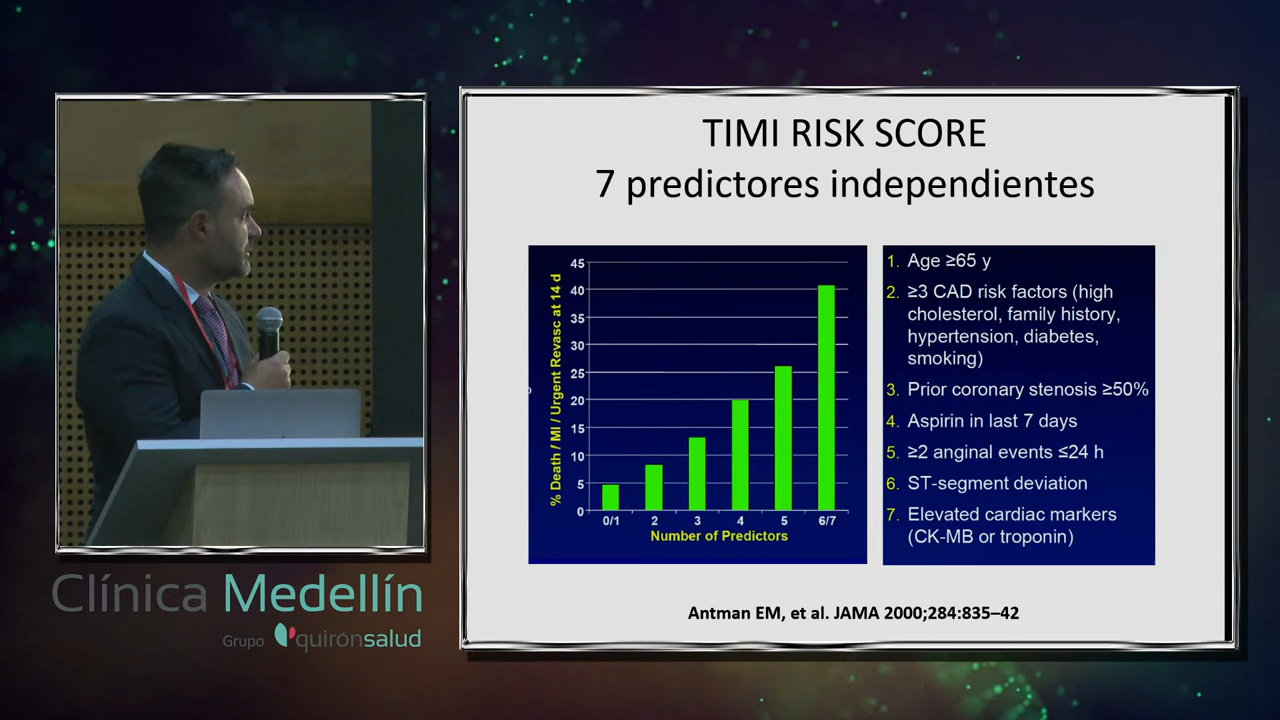 TIMI RISK SCORE
7 predictores independientes
% Death / MI / Urgent Revasc at 14 d
45
40
35
30
25
20
15
10
5
0
0/1 2 3 4 5 6/7
Number of Predictors
1. Age ≥65 y
2. ≥3 CAD risk factors (high
cholesterol, family history,
hypertension, diabetes,
smoking)
3. Prior coronary stenosis ≥50%
4. Aspirin in last 7 days
5. ≥2 anginal events ≤24 h
6. ST-segment deviation
7. Elevated cardiac markers
(CK-MB or troponin)
Antman EM, et al. JAMA 2000;284:835–42
Clínica Medellín
Grupo quirónsalud